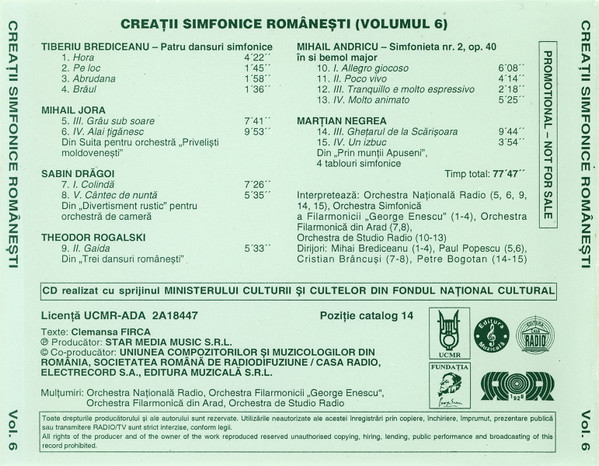 CREAȚII SIMFONICE ROMÂNEȘTI (VOLUMUL 6)
TIBERIU BREDICEANU – Patru dansuri simfonice
1. Hora 4'22"
2. Pe loc 1'45"
3. Abrudana 1'58"
4. Brâul 1'36"
MIHAIL JORA
5. III. Grâu sub soare 7'41"
6. IV. Alai țigănesc 9'53"
Din Suita pentru orchestră „Priveliști
moldovenești”
SABIN DRĂGOI
7. I. Colindă 7'26"
8. V. Cântec de nuntă 5'35"
Din „Divertisment rustic” pentru
orchestră de cameră
THEODOR ROGALSKI
9. II. Gaida 5'33"
Din „Trei dansuri românești”
MIHAIL ANDRICU – Simfonieta nr. 2, op. 40
în si bemol major
10. I. Allegro giocoso 6'08"
11. II. Poco vivo 4'14"
12. III. Tranquillo e molto espressivo 2'18"
13. IV. Molto animato 5'25"
MARȚIAN NEGREA
14. III. Ghețarul de la Scărișoara 9'44"
15. IV. Un izbuc 3'54"
Din „Prin munții Apuseni”,
4 tablouri simfonice
Timp total: 77'47"
Interpretează: Orchestra Națională Radio (5, 6, 9,
14, 15), Orchestra Simfonică
a Filarmonicii „George Enescu” (1-4), Orchestra
Filarmonică din Arad (7,8),
Orchestra de Studio Radio (10-13)
Dirijori: Mihai Brediceanu (1-4), Paul Popescu (5,6),
Cristian Brâncuși (7-8), Petre Bogotan (14-15)
PROMOTIONAL – NOT FOR SALE
CD realizat cu sprijinul MINISTERULUI CULTURII ȘI CULTELOR DIN FONDUL NAȚIONAL CULTURAL
Licență UCMR-ADA 2A18447 Poziție catalog 14
Texte: Clemansa FIRCA
Ⓟ Producător: STAR MEDIA MUSIC S.R.L.
© Co-producător: UNIUNEA COMPOZITORILOR ȘI MUZICOLOGILOR DIN
ROMÂNIA, SOCIETATEA ROMÂNĂ DE RADIODIFUZIUNE / CASA RADIO,
ELECTRECORD S.A., EDITURA MUZICALĂ S.R.L.
Mulțumiri: Orchestra Națională Radio, Orchestra Filarmonicii „George Enescu”,
Orchestra Filarmonică din Arad, Orchestra de Studio Radio
UCMR
Editura
Muzicală
RADIO
FUNDAȚIA
1928
Toate drepturile producătorului și ale autorului sunt rezervate. Utilizările neautorizate ale acestei înregistrări prin copiere, închiriere, împrumut, prezentare publică
sau transmitere RADIO/TV sunt strict interzise, conform legii.
All rights of the producer and of the owner of the work reproduced reserved unauthorised copying, hiring, lending, public performance and broadcasting of this
record prohibited.
CREAȚII SIMFONICE ROMÂNEȘTI
Vol. 6
CREAȚII SIMFONICE ROMÂNEȘTI
Vol. 6